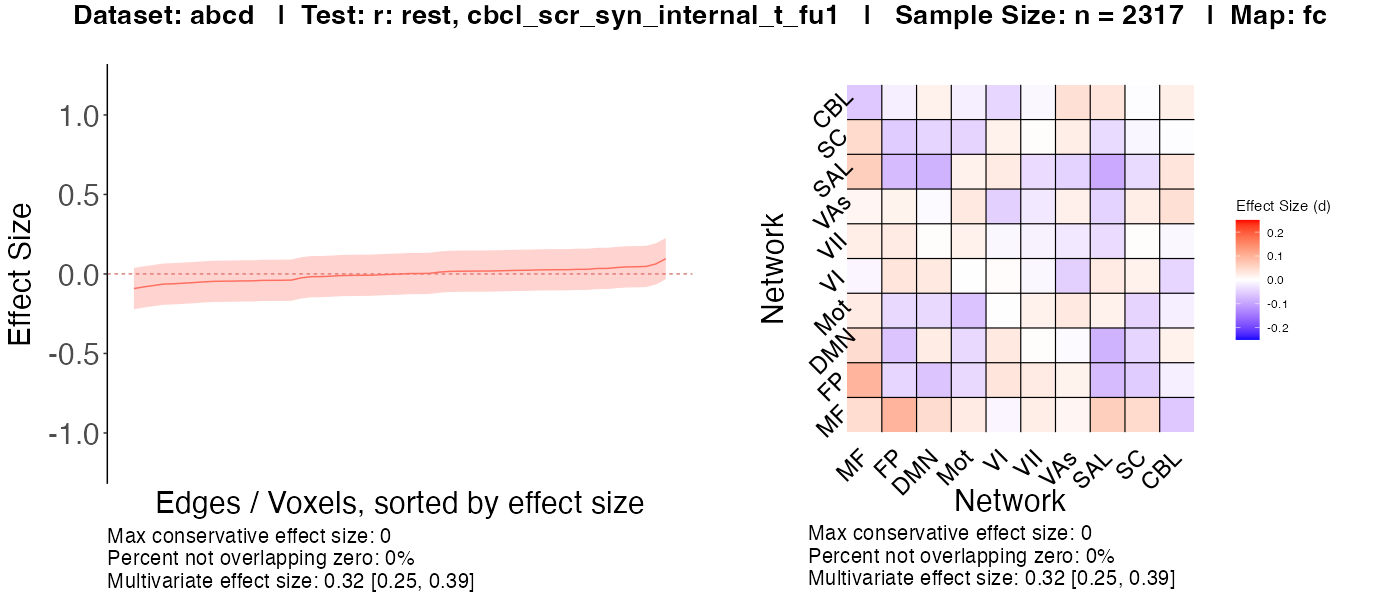 Dataset: abcd | Test: r: rest, cbcl_scr_syn_internal_t_fu1 | Sample Size: n = 2317 | Map: fc
Effect Size
1.0
0.5
0.0
-0.5
-1.0
Edges / Voxels, sorted by effect size
Max conservative effect size: 0
Percent not overlapping zero: 0%
Multivariate effect size: 0.32 [0.25, 0.39]
Network
CBL
SC
SAL
VAs
VII
VI
Mot
DMN
FP
MF
MF
FP
DMN
Mot
VI
VII
VAs
SAL
SC
CBL
Network
Max conservative effect size: 0
Percent not overlapping zero: 0%
Multivariate effect size: 0.32 [0.25, 0.39]
Effect Size (d)
0.2
0.1
0.0
-0.1
-0.2